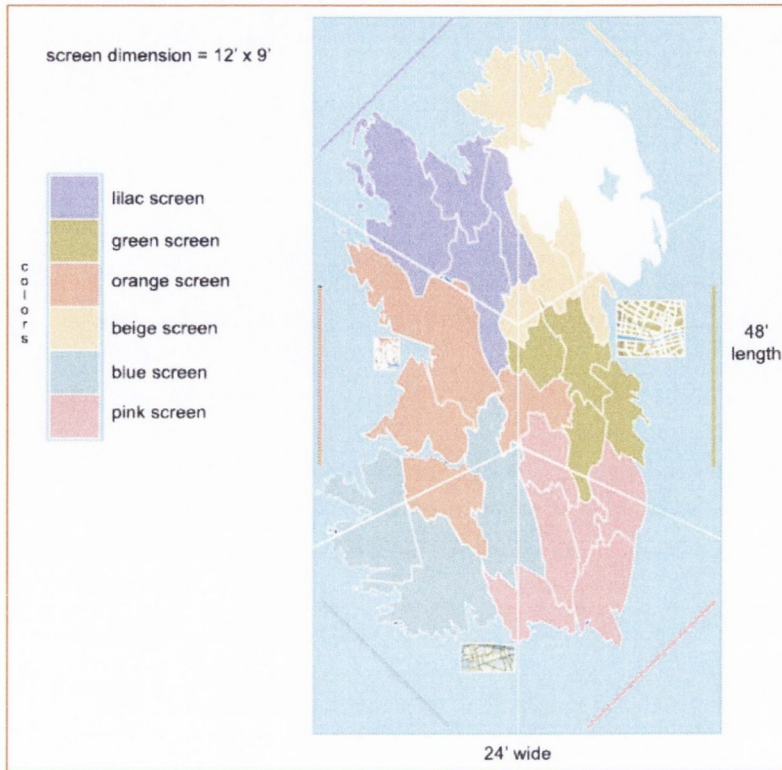 screen dimension = 12' x 9'
colors
lilac screen
green screen
orange screen
beige screen
blue screen
pink screen
48'
length
24' wide